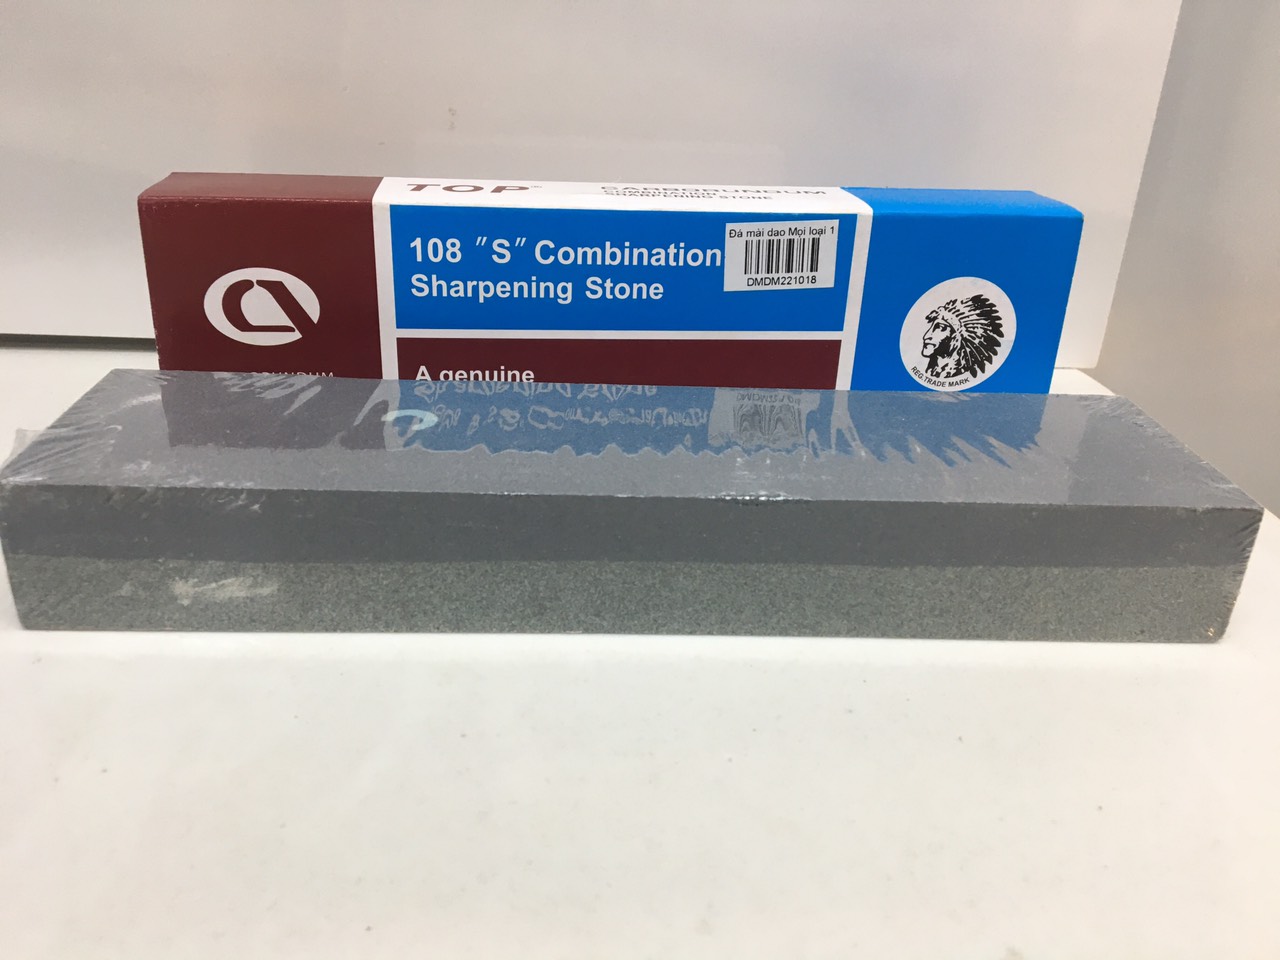 TOP
CARBORUNDUM
COMBINATION
SHARPENING STONE
108 "S" Combination
Sharpening Stone
Đá mài dao Mọi loại 1
DMDM221018
A genuine
REG. TRADE MARK